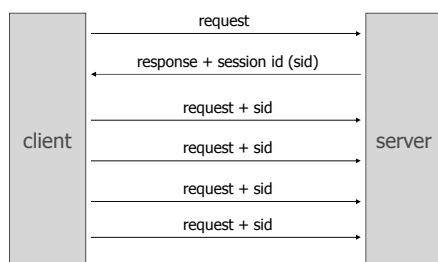 request
response + session id (sid)
request + sid
client
server
request + sid
request + sid
request + sid